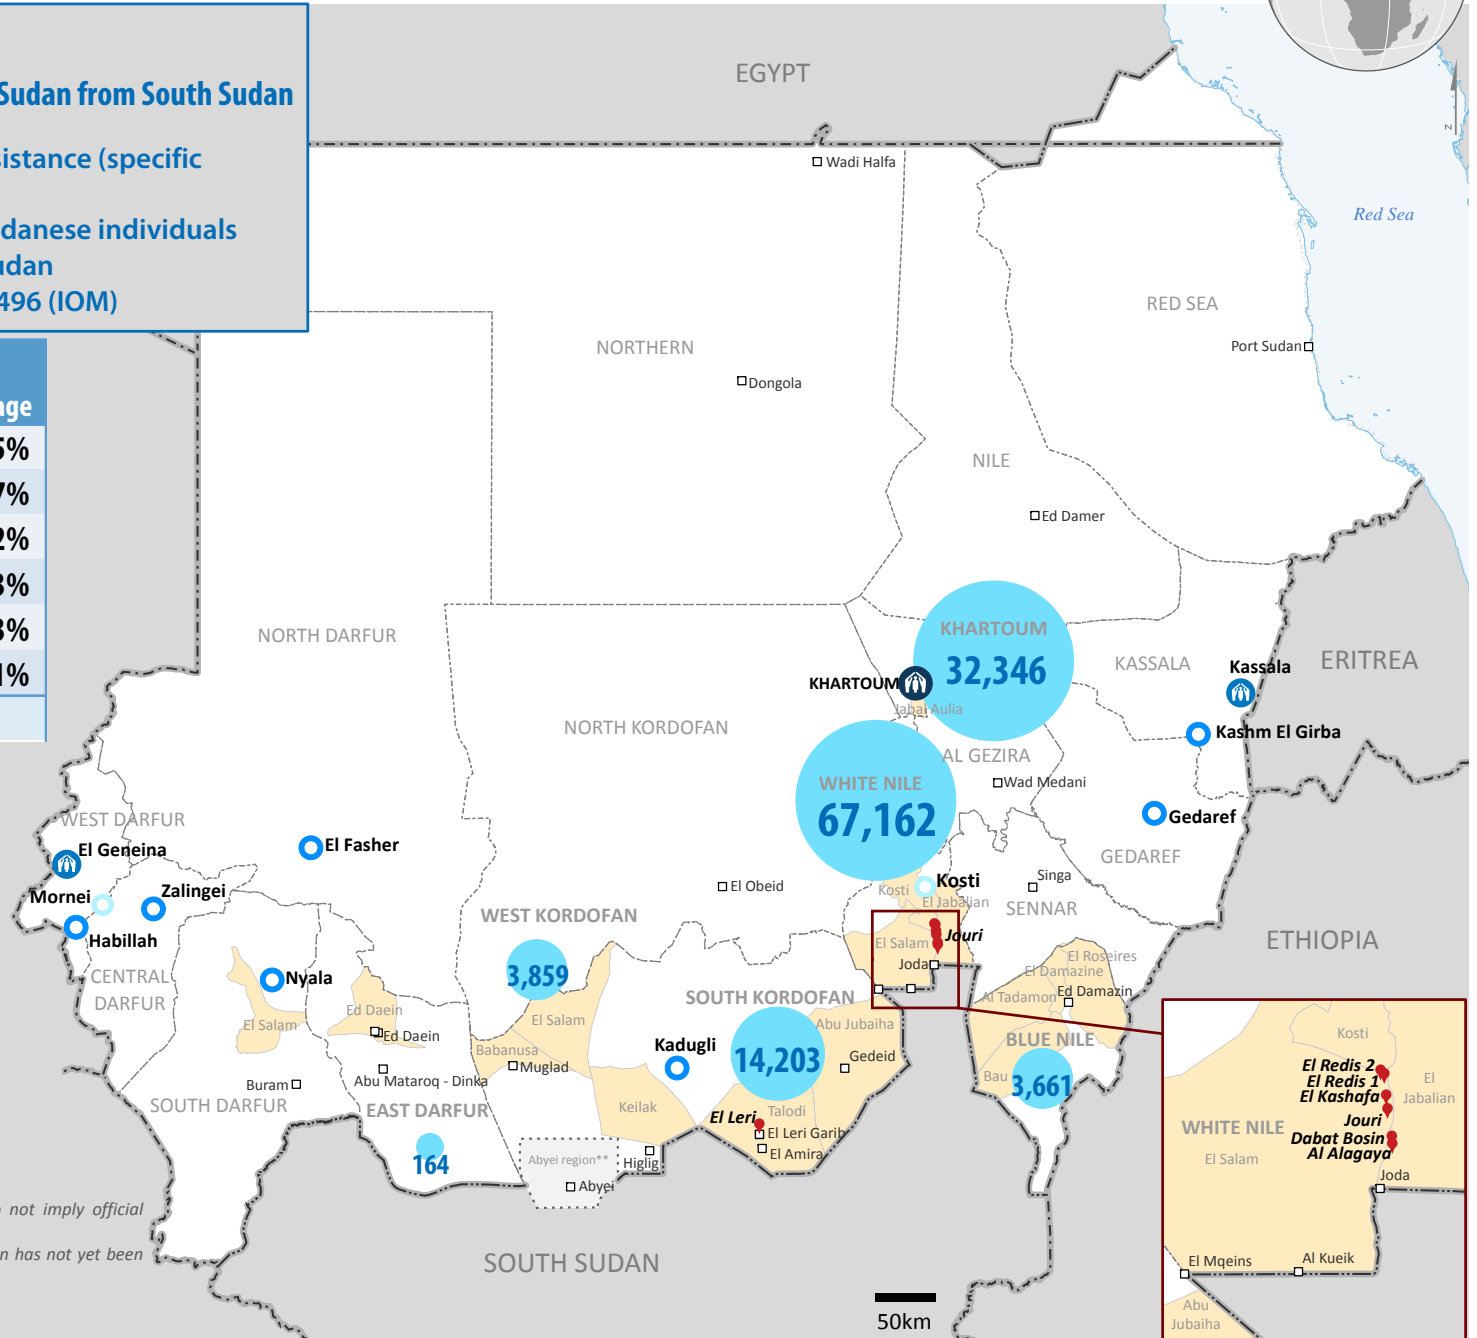 Sudan from South Sudan
sistance (specific
danese individuals
udan
496 (IOM)
age
5%
7%
2%
3%
3%
1%
EGYPT
Wadi Halfa
N
Red Sea
RED SEA
Port Sudan
NORTHERN
Dongola
NILE
Ed Damer
NORTH DARFUR
KHARTOUM
32,346
KHARTOUM
Jabal Aulia
KASSALA
Kassala
ERITREA
NORTH KORDOFAN
Kashm El Girba
AL GEZIRA
WHITE NILE
67,162
Wad Medani
Gedaref
GEDAREF
WEST DARFUR
El Geneina
El Fasher
Mornei
Zalingei
Habillah
El Obeid
Kosti
Kosti
El Jabalian
Singa
SENNAR
WEST KORDOFAN
3,859
El Salam
Jouri
Joda
ETHIOPIA
CENTRAL
DARFUR
Nyala
El Salam
Ed Daein
Ed Daein
El Salam
SOUTH KORDOFAN
Abu Jubaiha
El Roseires
El Damazine
Al Tadamon
Ed Damazin
BLUE NILE
Bau
3,661
Babanusa
Muglad
Kadugli
14,203
Gedeid
Buram
Abu Mataroq - Dinka
SOUTH DARFUR
EAST DARFUR
164
Keilak
El Leri
Talodi
El Leri Garib
El Amira
Abyei region**
Higlig
Abyei
SOUTH SUDAN
50km
Kosti
El Redis 2
El Redis 1
El Kashafa
El
Jabalian
Jouri
WHITE NILE
Dabat Bosin
Al Alagaya
El Salam
Joda
El Mqeins
Al Kueik
Abu
Jubaiha
not imply official
n has not yet been